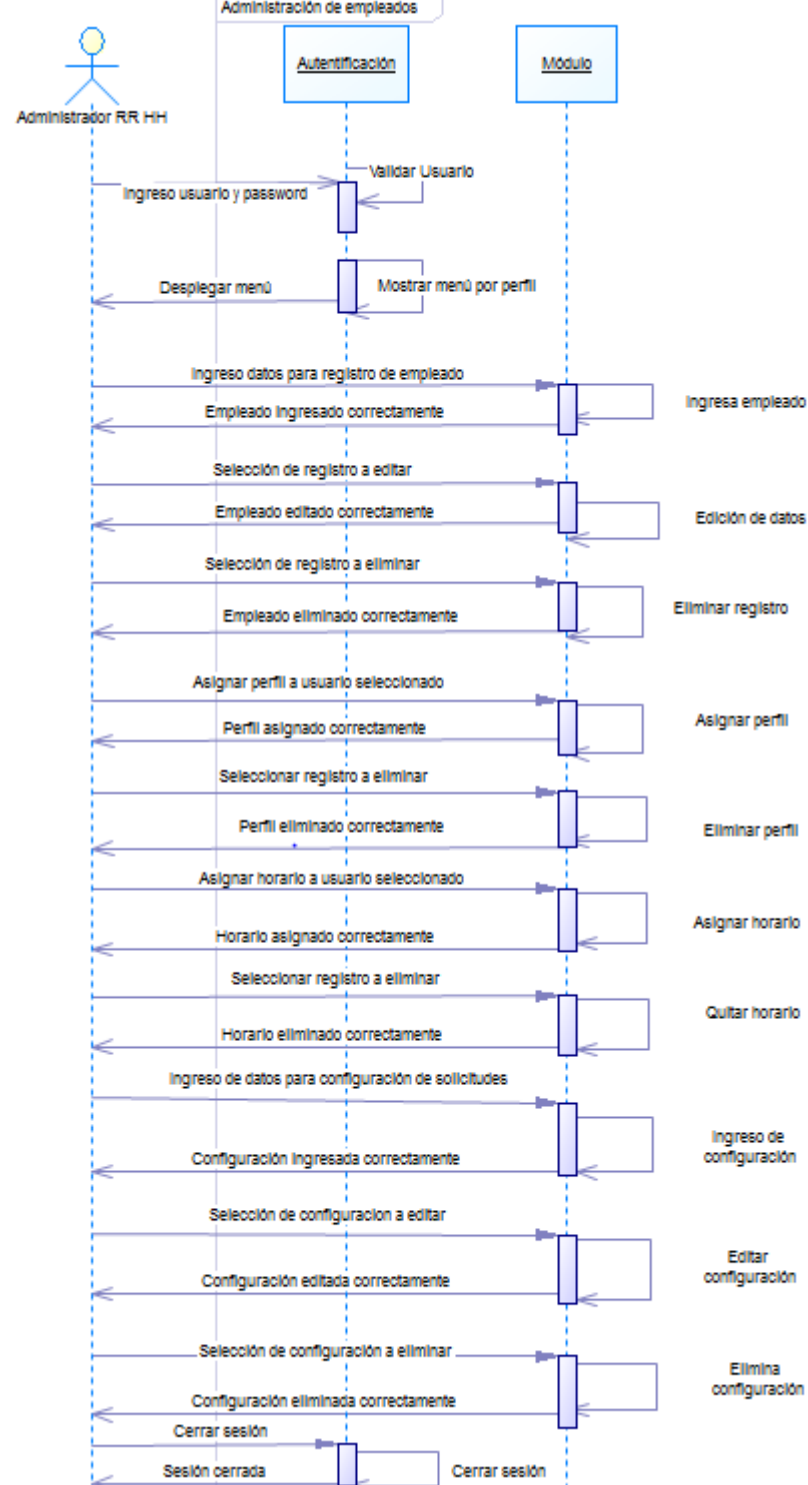 Administración de empleados
Autentificación
Módulo
Administrador RR HH
Validar Usuario
Ingreso usuario y password
Desplegar menú
Mostrar menú por perfil
Ingreso datos para registro de empleado
Ingresa empleado
Empleado ingresado correctamente
Selección de registro a editar
Empleado editado correctamente
Edición de datos
Selección de registro a eliminar
Empleado eliminado correctamente
Eliminar registro
Asignar perfil a usuario seleccionado
Asignar perfil
Perfil asignado correctamente
Seleccionar registro a eliminar
Perfil eliminado correctamente
Eliminar perfil
Asignar horario a usuario seleccionado
Asignar horario
Horario asignado correctamente
Seleccionar registro a eliminar
Quitar horario
Horario eliminado correctamente
Ingreso de datos para configuración de solicitudes
Ingreso de
configuración
Configuración ingresada correctamente
Selección de configuracion a editar
Editar
configuración
Configuración editada correctamente
Selección de configuración a eliminar
Elimina
configuración
Configuración eliminada correctamente
Cerrar sesión
Sesión cerrada
Cerrar sesión